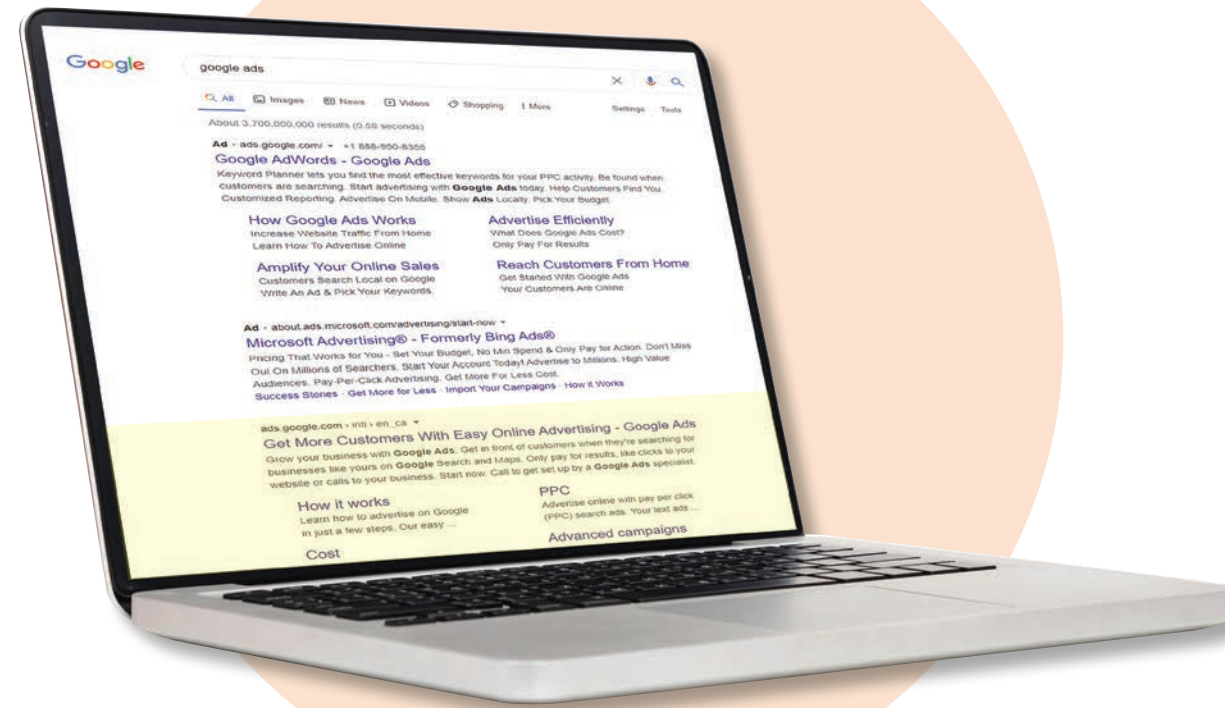 Google
google ads
All Images News Videos Shopping More Settings Tools
About 3,700,000,000 results (0.56 seconds)
Ad · ads.google.com/ +1 888-950-8355
Google AdWords - Google Ads
Keyword Planner lets you find the most effective keywords for your PPC activity. Be found when
customers are searching. Start advertising with Google Ads today. Help Customers Find You.
Customized Reporting. Advertise On Mobile. Show Ads Locally. Pick Your Budget.
How Google Ads Works
Increase Website Traffic From Home
Learn How To Advertise Online
Advertise Efficiently
What Does Google Ads Cost?
Only Pay For Results
Amplify Your Online Sales
Customers Search Local on Google
Write An Ad & Pick Your Keywords.
Reach Customers From Home
Get Started With Google Ads
Your Customers Are Online
Ad · about.ads.microsoft.com/advertising/start-now
Microsoft Advertising® - Formerly Bing Ads®
Pricing That Works for You - Set Your Budget, No Min Spend & Only Pay for Action. Don't Miss
Out On Millions of Searchers. Start Your Account Today! Advertise to Millions. High Value
Audiences. Pay-Per-Click Advertising. Get More For Less Cost.
Success Stories · Get More for Less · Import Your Campaigns · How it Works
ads.google.com › intl › en_ca
Get More Customers With Easy Online Advertising - Google Ads
Grow your business with Google Ads. Get in front of customers when they're searching for
businesses like yours on Google Search and Maps. Only pay for results, like clicks to your
website or calls to your business. Start now. Call to get set up by a Google Ads specialist.
How it works
Learn how to advertise on Google
in just a few steps. Our easy ...
PPC
Advertise online with pay per click
(PPC) search ads. Your text ads ...
Cost
Advanced campaigns